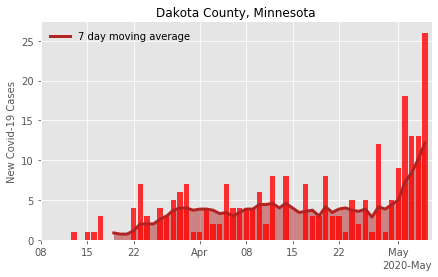 Dakota County, Minnesota
7 day moving average
New Covid-19 Cases
25
20
15
10
5
0
08 15 22 Apr 08 15 22 May
2020-May